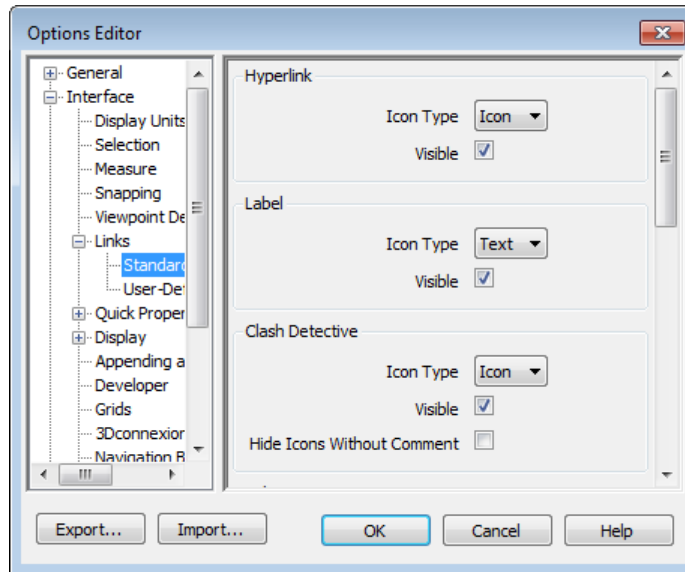 Options Editor
General
Interface
Display Units
Selection
Measure
Snapping
Viewpoint De
Links
Standard
User-De
Quick Proper
Display
Appending a
Developer
Grids
3Dconnexion
Navigation B
Hyperlink
Icon Type Icon
Visible
Label
Icon Type Text
Visible
Clash Detective
Icon Type Icon
Visible
Hide Icons Without Comment
Export... Import... OK Cancel Help